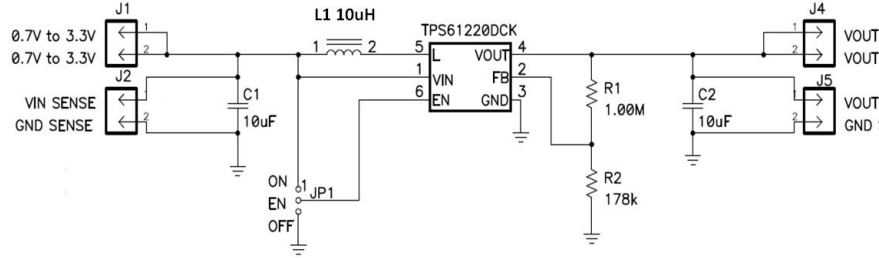 J1
L1 10uH
J4
0.7V to 3.3V
1
0.7V to 3.3V
2
1
2
TPS61220DCK
5
L
VOUT
4
1
VIN
FB
2
6
EN
GND
3
1
VOUT
2
VOUT
J2
VIN SENSE
1
GND SENSE
2
C1
10uF
R1
1.00M
C2
10uF
J5
1
VOUT
2
GND
R2
178k
ON
1
JP1
EN
OFF